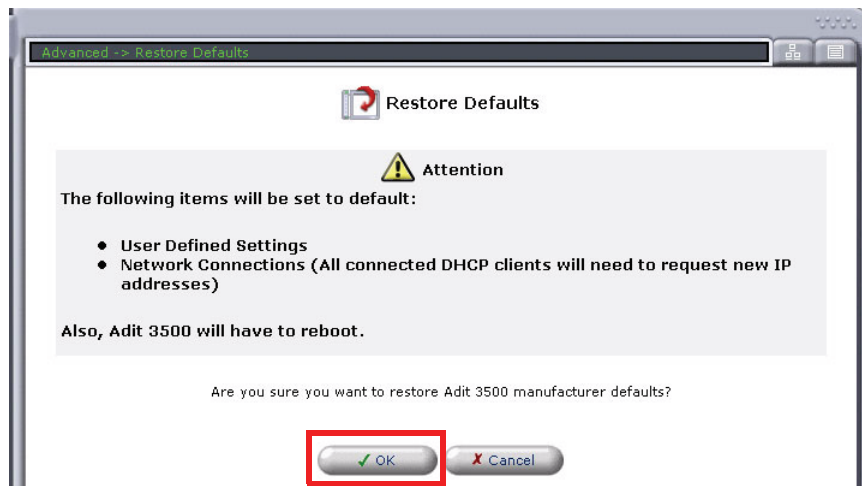 Advanced -> Restore Defaults
Restore Defaults
Attention
The following items will be set to default:
● User Defined Settings
● Network Connections (All connected DHCP clients will need to request new IP
addresses)
Also, Adit 3500 will have to reboot.
Are you sure you want to restore Adit 3500 manufacturer defaults?
✓ OK ✗ Cancel